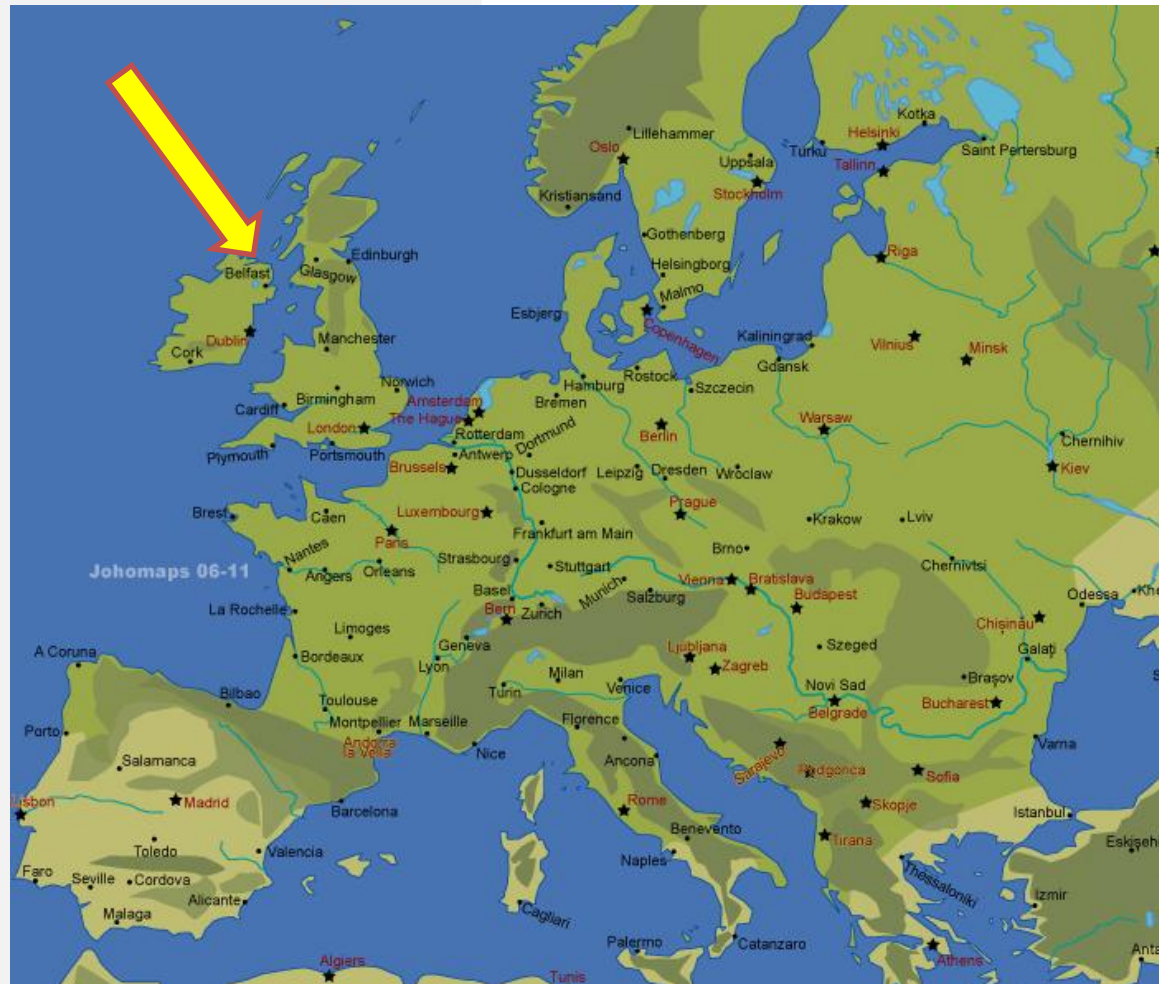 Kotka
Lillehammer
Helsinki
Oslo
Uppsala
Turku
Saint Pertersburg
Tallinn
Stockholm
Kristiansand
Gothenburg
Edinburgh
Riga
Belfast
Glasgow
Helsingborg
Malmo
Esbjerg
Copenhagen
Dublin
Manchester
Kaliningrad
Vilnius
Minsk
Cork
Gdansk
Rostock
Hamburg
Szczecin
Norwich
Birmingham
Amsterdam
Bremen
Cardiff
The Hague
Warsaw
London
Berlin
Rotterdam
Dortmund
Chernihiv
Plymouth
Portsmouth
Antwerp
Brussels
Dusseldorf
Leipzig
Dresden
Wroclaw
Kiev
Cologne
Brest
Caen
Luxembourg
Prague
Krakow
Lviv
Paris
Frankfurt am Main
Nantes
Strasbourg
Brno
Johomaps 06-11
Angers
Orleans
Stuttgart
Chernivtsi
Vienna
Bratislava
Munich
Basel
Salzburg
Budapest
Odessa
Khe
La Rochelle
Bern
Zurich
Chișinău
Limoges
Geneva
Ljubljana
Szeged
Galați
A Coruna
Bordeaux
Lyon
Zagreb
Milan
Brașov
Turin
Venice
Novi Sad
Bilbao
Toulouse
Bucharest
Belgrade
Montpellier
Marseille
Florence
Porto
Andorra
la Vella
Nice
Varna
Salamanca
Ancona
Sarajevo
Podgorica
Sofia
Lisbon
Madrid
Barcelona
Rome
Skopje
Istanbul
Benevento
Tirana
Toledo
Valencia
Naples
Eskişeh
Faro
Seville
Cordova
Thessaloniki
Alicante
Izmir
Malaga
Cagliari
Palermo
Catanzaro
Algiers
Tunis
Athens
Anta